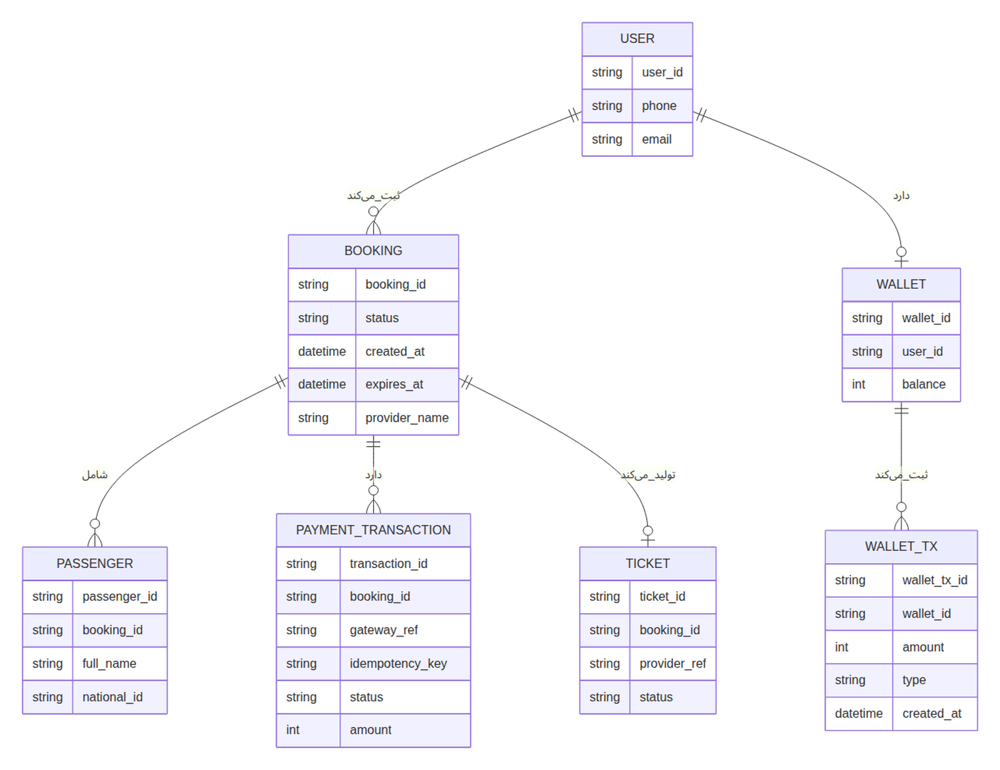 USER
string user_id
string phone
string email
ثبت_می‌کند
دارد
BOOKING
string booking_id
string status
datetime created_at
datetime expires_at
string provider_name
WALLET
string wallet_id
string user_id
int balance
شامل
دارد
تولید_می‌کند
ثبت_می‌کند
PASSENGER
string passenger_id
string booking_id
string full_name
string national_id
PAYMENT_TRANSACTION
string transaction_id
string booking_id
string gateway_ref
string idempotency_key
string status
int amount
TICKET
string ticket_id
string booking_id
string provider_ref
string status
WALLET_TX
string wallet_tx_id
string wallet_id
int amount
string type
datetime created_at